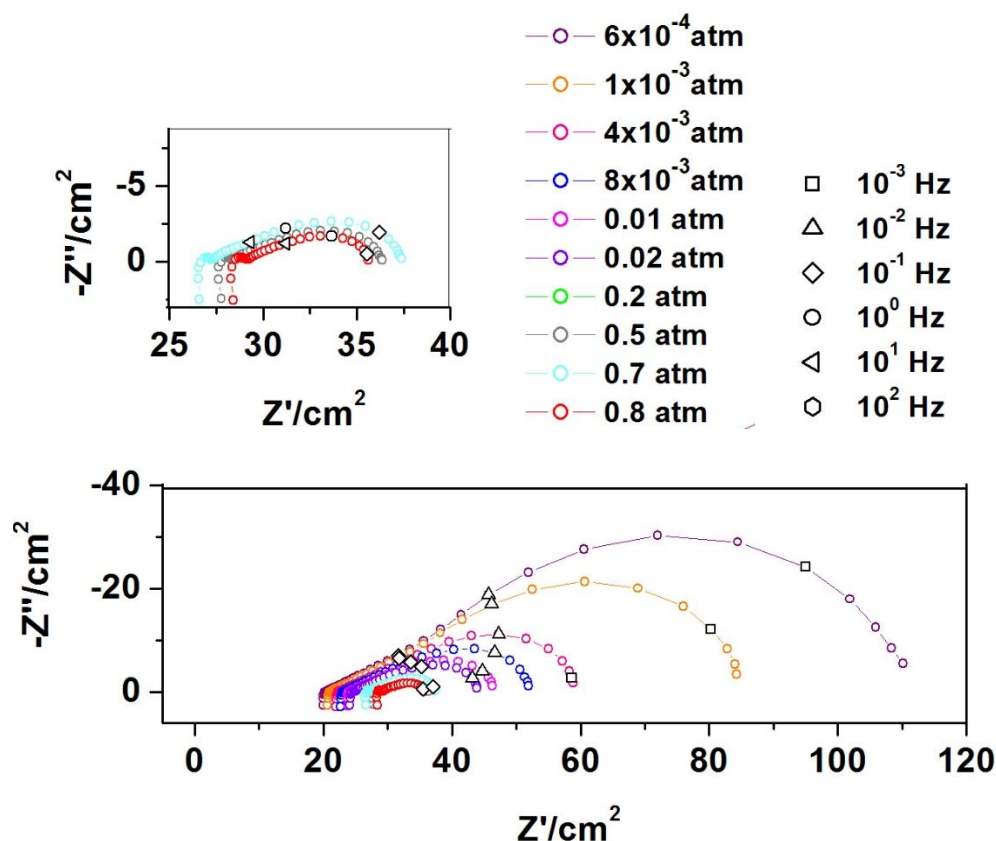 6x10⁻⁴atm
1x10⁻³atm
4x10⁻³atm
8x10⁻³atm
0.01 atm
0.02 atm
0.2 atm
0.5 atm
0.7 atm
0.8 atm
10⁻³ Hz
10⁻² Hz
10⁻¹ Hz
10⁰ Hz
10¹ Hz
10² Hz
-5
0
-Z''/cm²
25 30 35 40
Z'/cm²
-40
-20
0
-Z''/cm²
0 20 40 60 80 100 120
Z'/cm²